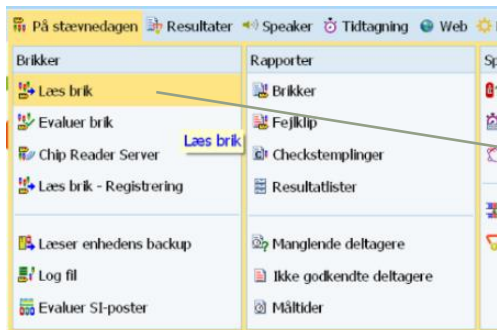 På stævnedagen Resultater Speaker Tidtagning Web
Brikker
Læs brik
Evaluer brik
Læs brik
Chip Reader Server
Læs brik - Registrering
Læser enhedens backup
Log fil
Evaluer SI-poster
Rapporter
Brikker
Fejlklip
Checkstemplinger
Resultatlister
Manglende deltagere
Ikke godkendte deltagere
Måltider
Sp